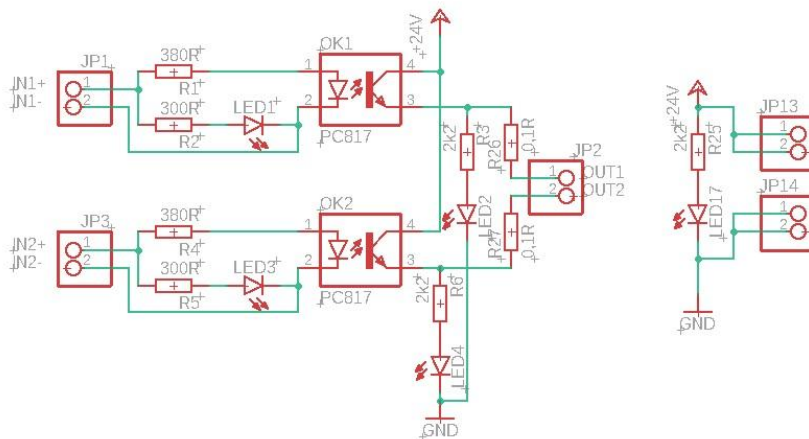 JP1
IN1+
IN1-
1
2
380R
R1
300R
R2
LED1
OK1
1
2
4
3
PC817
+24V
2k2
R3
LED2
R26
0,1R
JP2
1
2
OUT1
OUT2
R27
0,1R
JP3
IN2+
IN2-
1
2
380R
R4
300R
R5
LED3
OK2
1
2
4
3
PC817
2k2
R6
LED4
GND
+24V
2k2
R25
LED17
GND
JP13
1
2
JP14
1
2